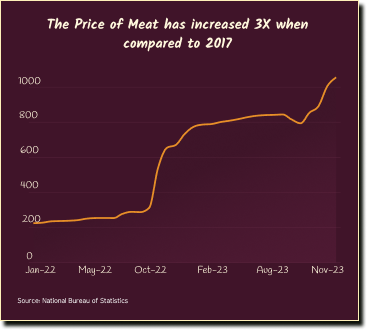 The Price of Meat has increased 3X when
compared to 2017
1000
800
600
400
200
0
Jan-22 May-22 Oct-22 Feb-23 Aug-23 Nov-23
Source: National Bureau of Statistics